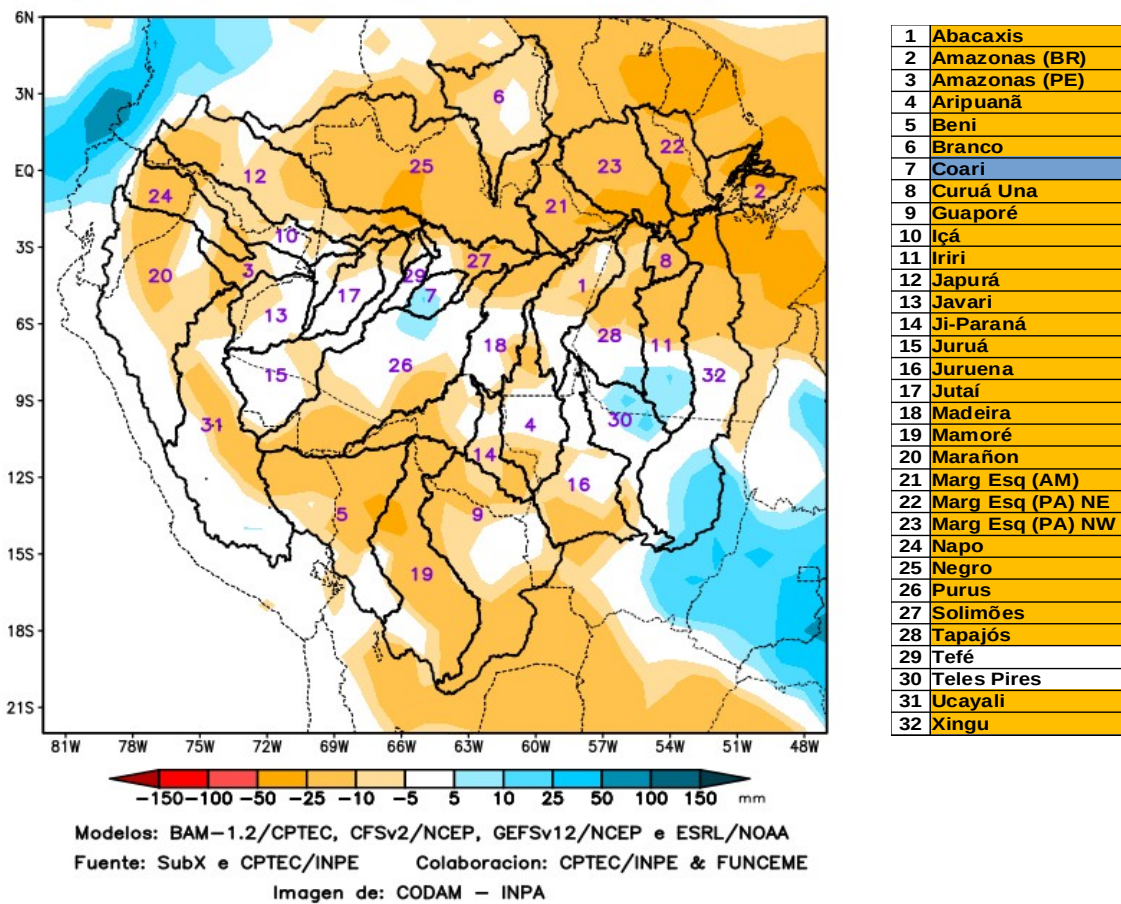 6N
3N
EQ
3S
6S
9S
12S
15S
18S
21S
81W 78W 75W 72W 69W 66W 63W 60W 57W 54W 51W 48W
6
25
22
23
12
24
2
21
10
27
8
20
3
29
1
7
17
13
28
18
11
26
15
32
30
31
4
14
16
5
9
19
-150 -100 -50 -25 -10 -5 5 10 25 50 100 150 mm
Modelos: BAM-1.2/CPTEC, CFSv2/NCEP, GEFSv12/NCEP e ESRL/NOAA
Fuente: SubX e CPTEC/INPE Colaboracion: CPTEC/INPE & FUNCEME
Imagen de: CODAM - INPA
1 Abacaxis
2 Amazonas (BR)
3 Amazonas (PE)
4 Aripuanã
5 Beni
6 Branco
7 Coari
8 Curuá Una
9 Guaporé
10 Içá
11 Iriri
12 Japurá
13 Javari
14 Ji-Paraná
15 Juruá
16 Juruena
17 Jutaí
18 Madeira
19 Mamoré
20 Marañon
21 Marg Esq (AM)
22 Marg Esq (PA) NE
23 Marg Esq (PA) NW
24 Napo
25 Negro
26 Purus
27 Solimões
28 Tapajós
29 Tefé
30 Teles Pires
31 Ucayali
32 Xingu